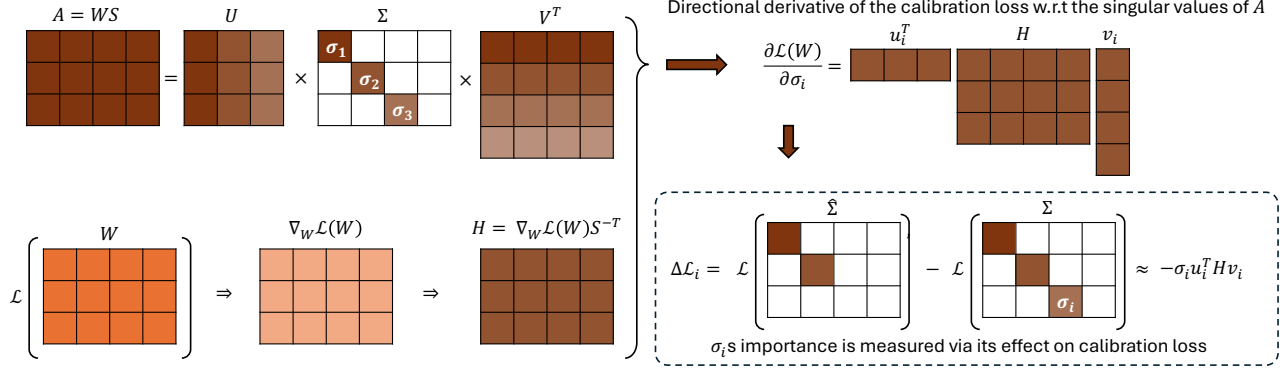 A = WS
U
Σ
V^T
=
×
×
σ₁
σ₂
σ₃
Directional derivative of the calibration loss w.r.t the singular values of A
∂ℒ(W)/∂σᵢ =
uᵢ^T
H
vᵢ
W
ℒ
⇒
∇_W ℒ(W)
⇒
H = ∇_W ℒ(W)S^{-T}
Δℒᵢ = ℒ
Σ̂
− ℒ
Σ
σᵢ
≈ −σᵢuᵢ^T Hvᵢ
σᵢs importance is measured via its effect on calibration loss